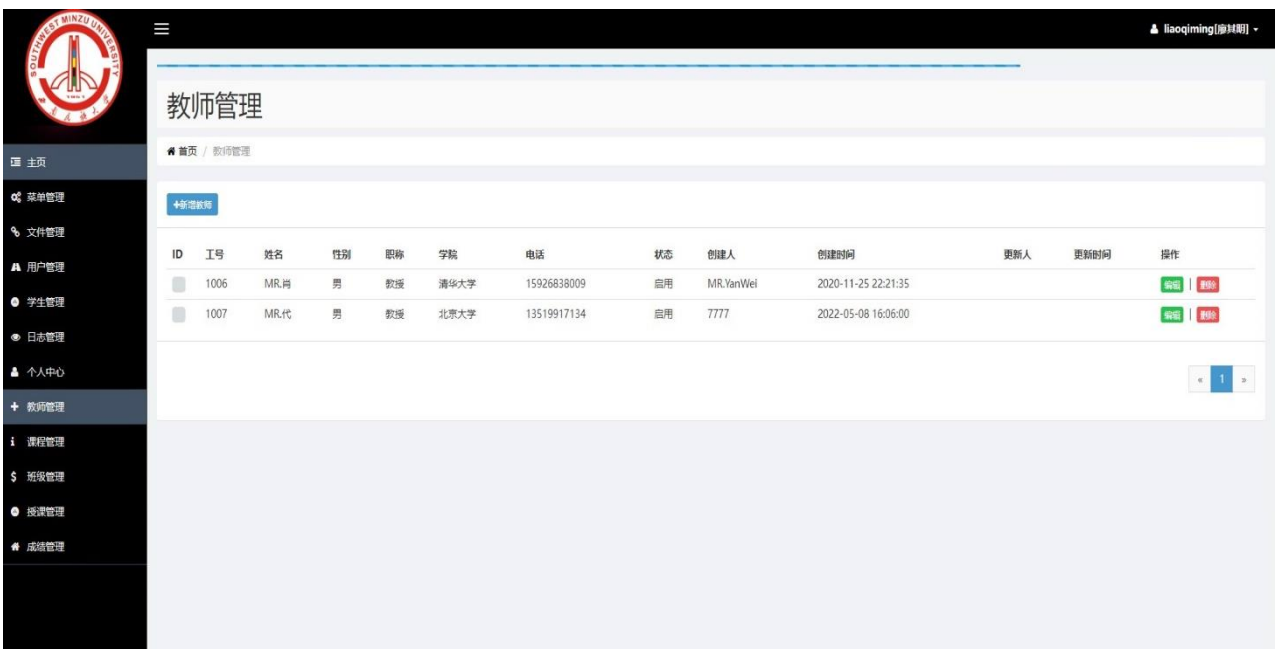 SOUTHWEST MINZU UNIVERSITY
liaoqiming[廖其期]
教师管理
首页 / 教师管理
主页
菜单管理
文件管理
用户管理
学生管理
日志管理
个人中心
教师管理
课程管理
班级管理
授课管理
成绩管理
+新增教师
ID 工号 姓名 性别 职称 学院 电话 状态 创建人 创建时间 更新人 更新时间 操作
1006 MR.肖 男 教授 清华大学 15926838009 启用 MR.YanWei 2020-11-25 22:21:35 编辑 | 删除
1007 MR.代 男 教授 北京大学 13519917134 启用 7777 2022-05-08 16:06:00 编辑 | 删除
« 1 »